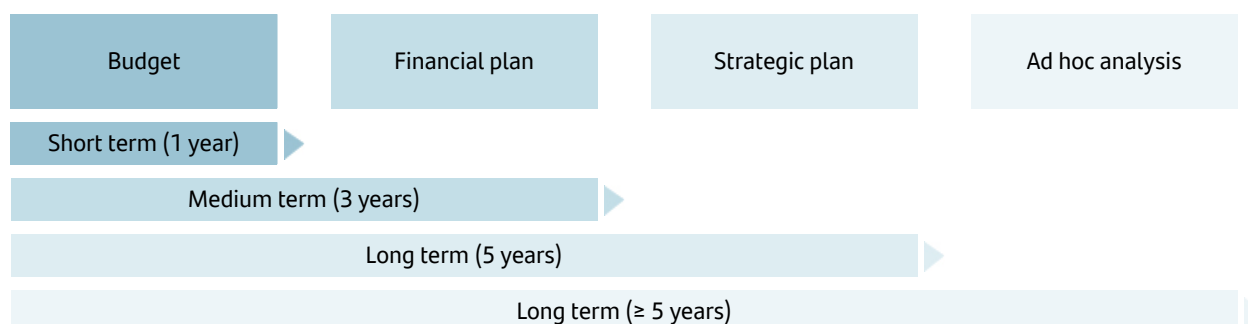 Budget
Financial plan
Strategic plan
Ad hoc analysis
Short term (1 year)
Medium term (3 years)
Long term (5 years)
Long term (≥ 5 years)